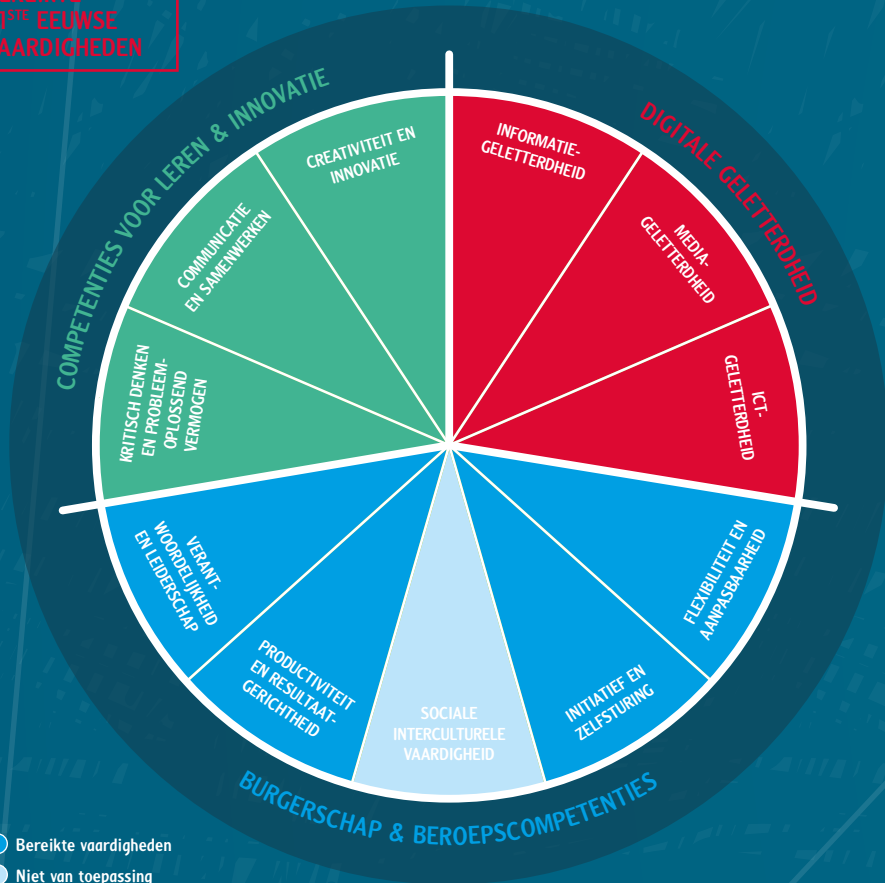 1STE EEUWSE
AARDIGHEDEN
COMPETENTIES VOOR LEREN & INNOVATIE
DIGITALE GELETTERDHEID
CREATIVITEIT EN
INNOVATIE
INFORMATIE-
GELETTERDHEID
COMMUNICATIE
EN SAMENWERKEN
MEDIA-
GELETTERDHEID
KRITISCH DENKEN
EN PROBLEEM-
OPLOSSEND
VERMOGEN
ICT-
GELETTERDHEID
VERANT-
WOORDELIJKHEID
EN LEIDERSCHAP
FLEXIBILITEIT EN
AANPASBAARHEID
PRODUCTIVITEIT
EN RESULTAAT-
GERICHTHEID
SOCIALE
INTERCULTURELE
VAARDIGHEID
INITIATIEF EN
ZELFSTURING
BURGERSCHAP & BEROEPSCOMPETENTIES
Bereikte vaardigheden
Niet van toepassing